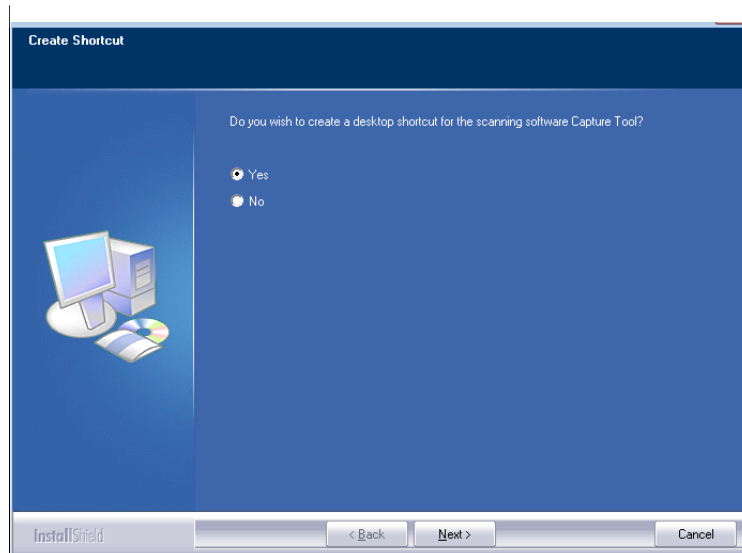 Create Shortcut
Do you wish to create a desktop shortcut for the scanning software Capture Tool?
Yes
No
InstallShield
< Back
Next >
Cancel